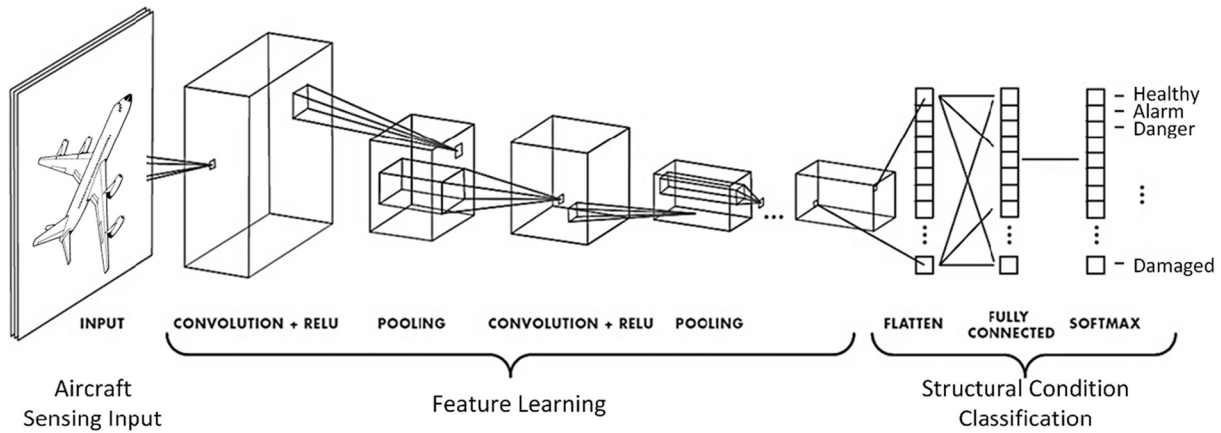 Healthy
Alarm
Danger
...
⋮
⋮
⋮
⋮
Damaged
INPUT
CONVOLUTION + RELU
POOLING
CONVOLUTION + RELU
POOLING
FLATTEN
FULLY
CONNECTED
SOFTMAX
Aircraft
Sensing Input
Feature Learning
Structural Condition
Classification